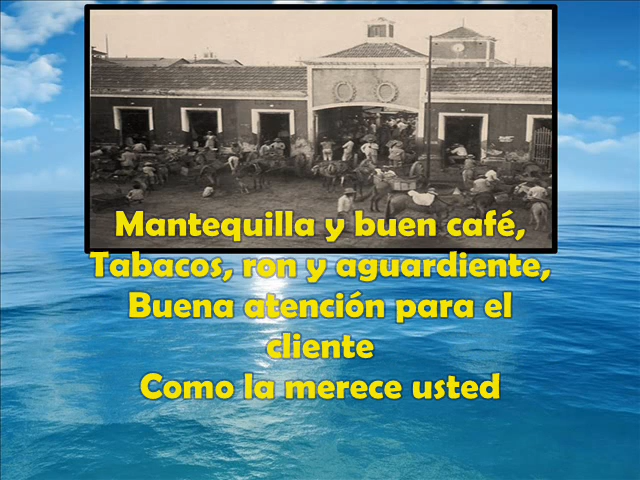 Mantequilla y buen café,
Tabacos, ron y aguardiente,
Buena atención para el
cliente
Como la merece usted